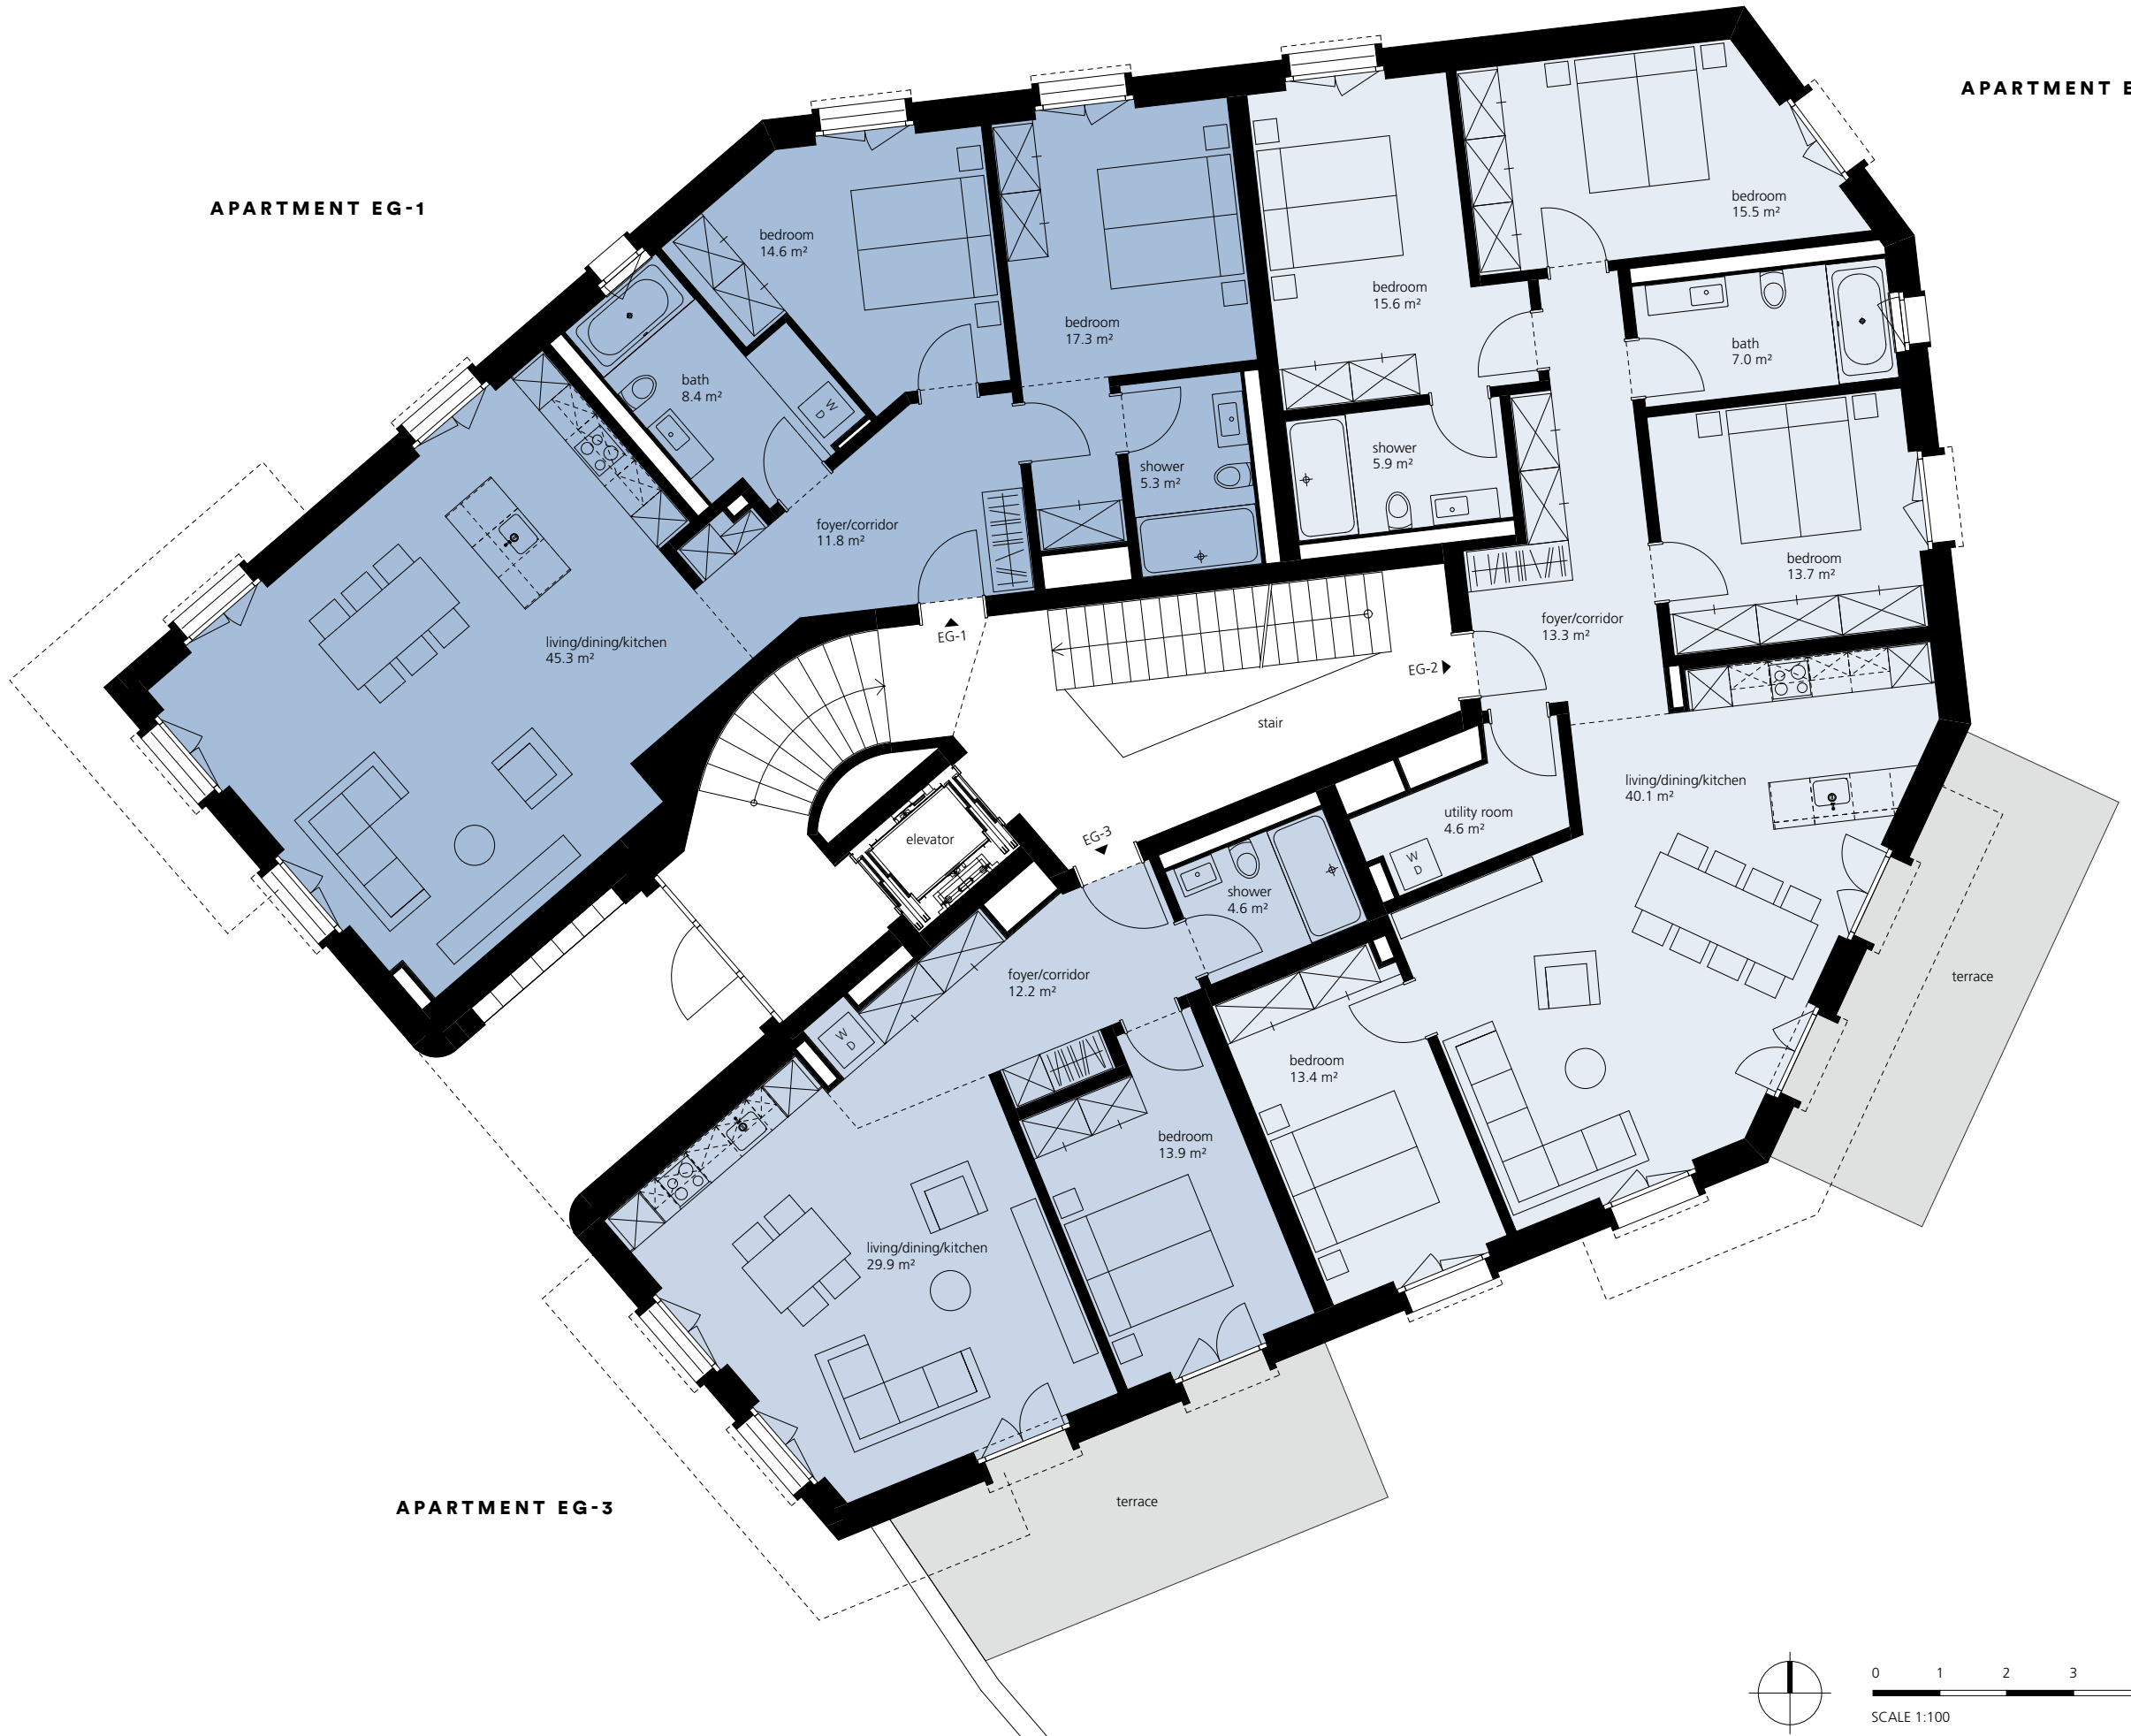 APARTMENT E
APARTMENT EG-1
bedroom
15.5 m²
bedroom
14.6 m²
bedroom
17.3 m²
bedroom
15.6 m²
bath
7.0 m²
bath
8.4 m²
W
D
shower
5.9 m²
shower
5.3 m²
foyer/corridor
11.8 m²
bedroom
13.7 m²
foyer/corridor
13.3 m²
living/dining/kitchen
45.3 m²
EG-1
EG-2
stair
living/dining/kitchen
40.1 m²
utility room
4.6 m²
elevator
EG-3
W
D
shower
4.6 m²
foyer/corridor
12.2 m²
terrace
W
D
bedroom
13.4 m²
bedroom
13.9 m²
living/dining/kitchen
29.9 m²
terrace
APARTMENT EG-3
0 1 2 3
SCALE 1:100